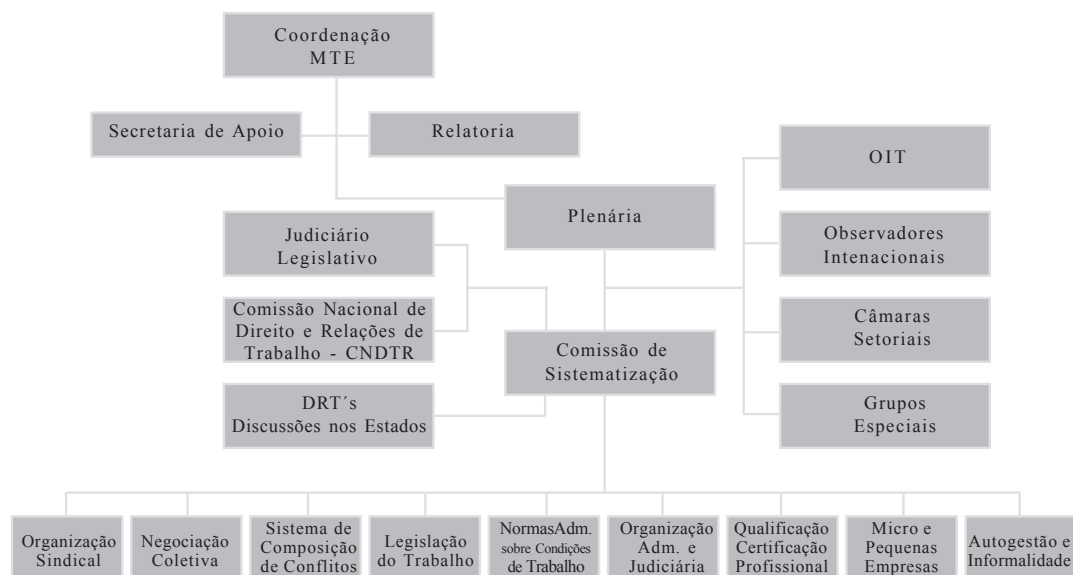 Coordenação
MTE
Secretaria de Apoio
Relatoria
OIT
Plenária
Judiciário
Legislativo
Observadores
Intenacionais
Comissão Nacional de
Direito e Relações de
Trabalho - CNDTR
Câmaras
Setoriais
Comissão de
Sistematização
DRT´s
Discussões nos Estados
Grupos
Especiais
Organização
Sindical
Negociação
Coletiva
Sistema de
Composição
de Conflitos
Legislação
do Trabalho
NormasAdm.
sobre Condições
de Trabalho
Organização
Adm. e
Judiciária
Qualificação
Certificação
Profissional
Micro e
Pequenas
Empresas
Autogestão e
Informalidade